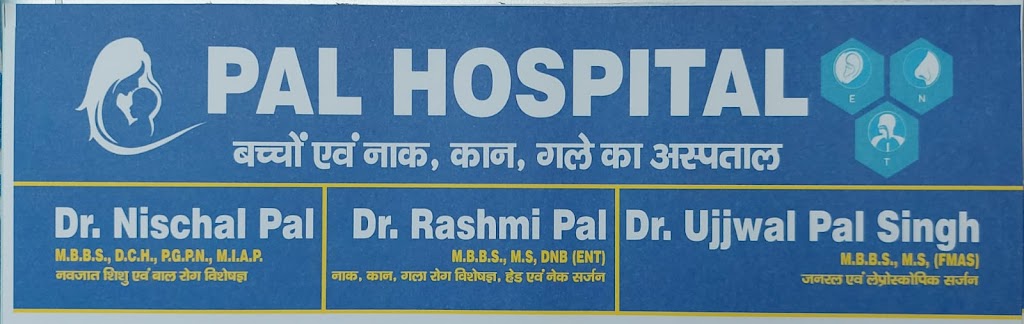 PAL HOSPITAL
बच्चों एवं नाक, कान, गले का अस्पताल
E
N
T
Dr. Nischal Pal
M.B.B.S., D.C.H., P.G.P.N., M.I.A.P.
नवजात शिशु एवं बाल रोग विशेषज्ञ
Dr. Rashmi Pal
M.B.B.S., M.S, DNB (ENT)
नाक, कान, गला रोग विशेषज्ञ, हेड एवं नेक सर्जन
Dr. Ujjwal Pal Singh
M.B.B.S., M.S, (FMAS)
जनरल एवं लेप्रोस्कोपिक सर्जन